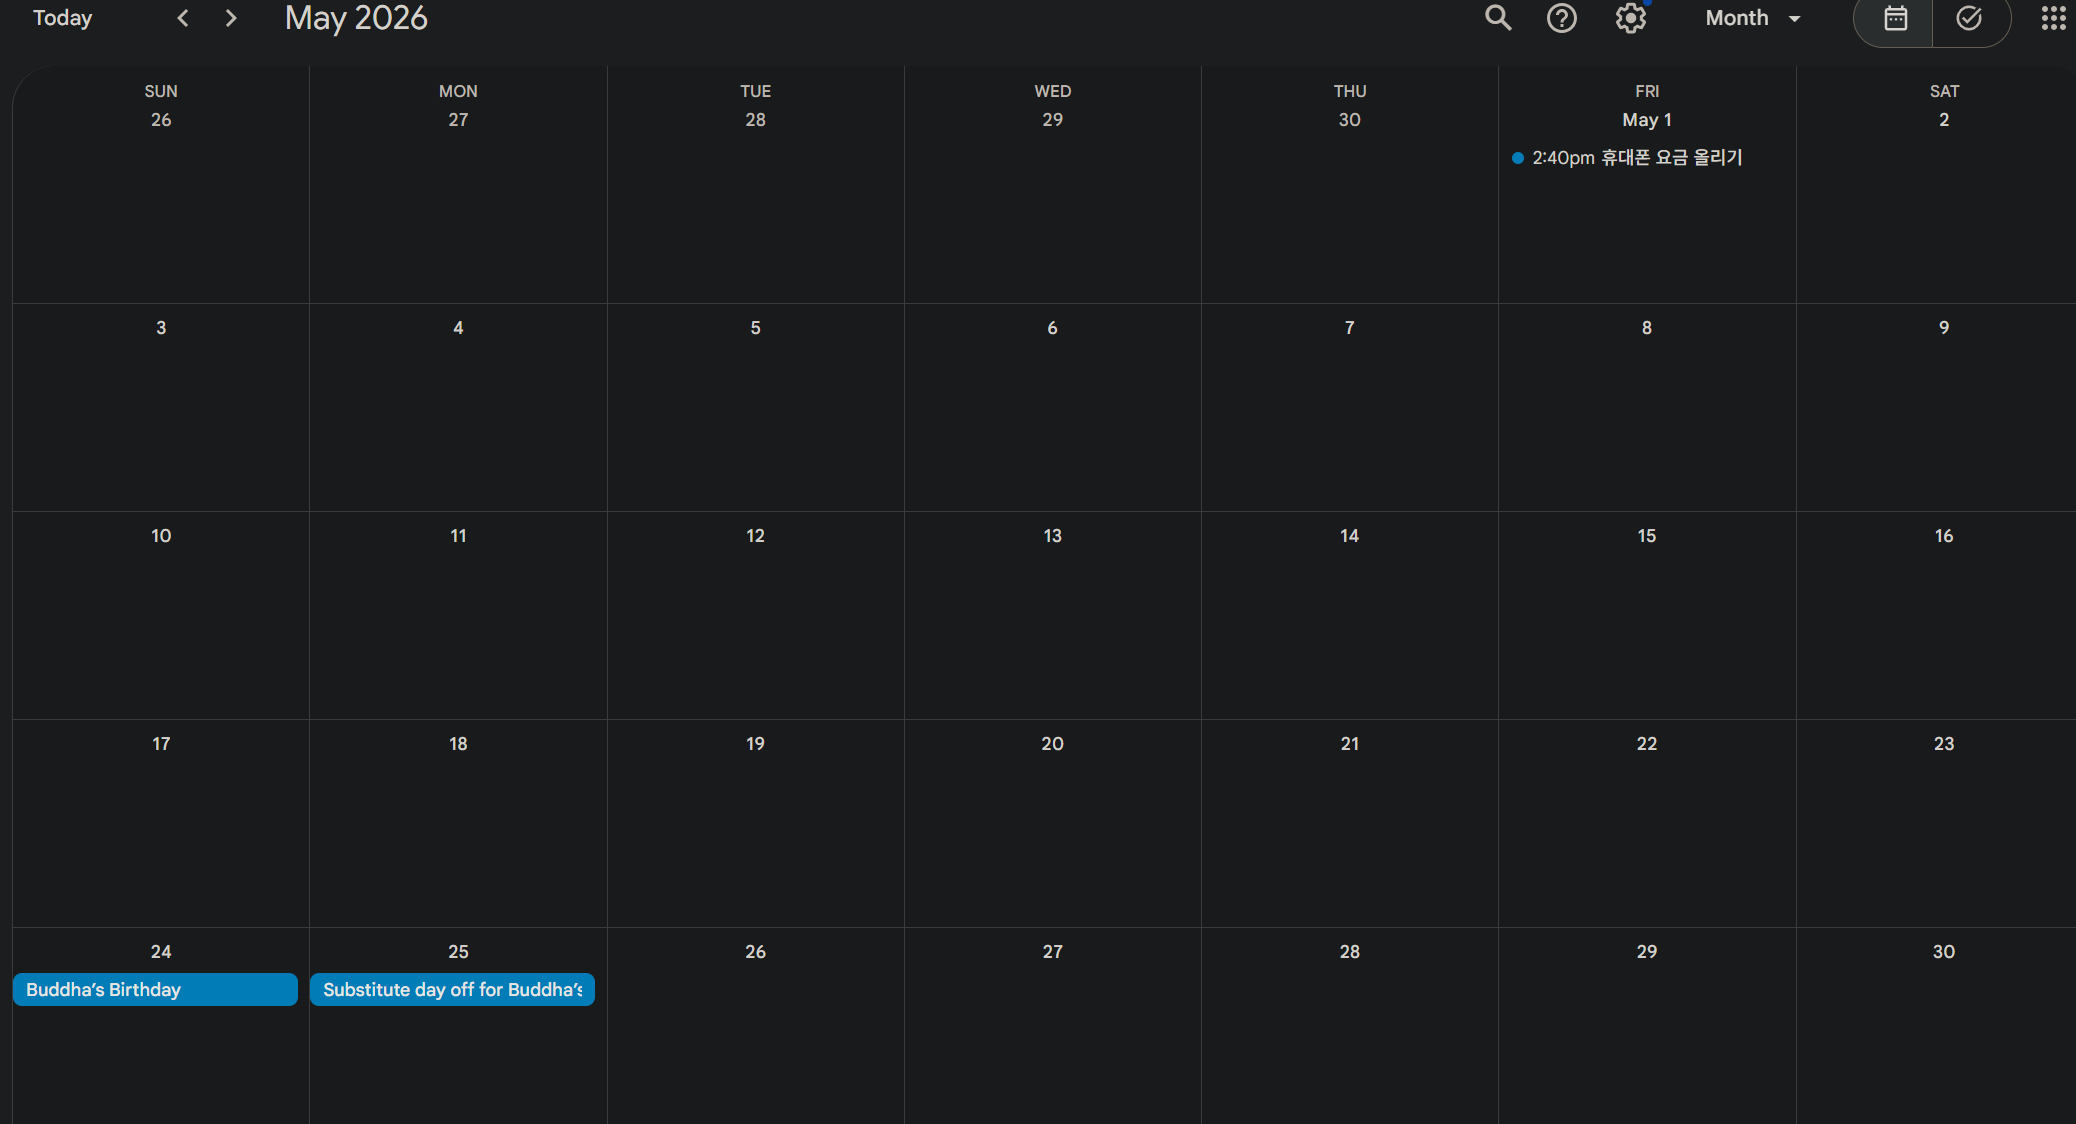 Today May 2026 Month
SUN MON TUE WED THU FRI SAT
26 27 28 29 30 May 1 2
2:40pm 휴대폰 요금 올리기
3 4 5 6 7 8 9
10 11 12 13 14 15 16
17 18 19 20 21 22 23
24 25 26 27 28 29 30
Buddha's Birthday Substitute day off for Buddha's